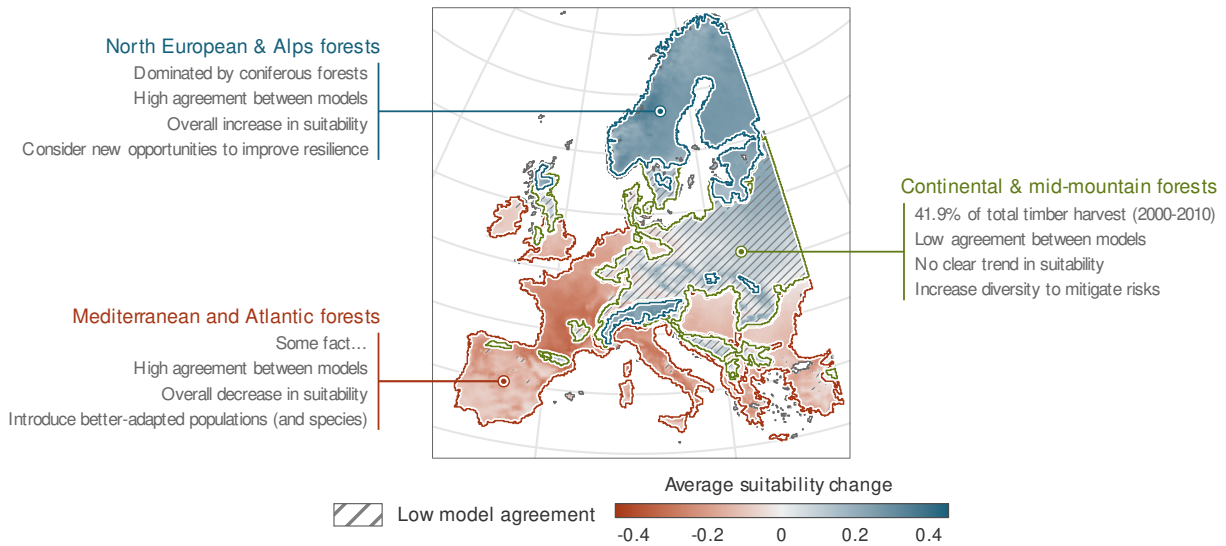 North European & Alps forests
Dominated by coniferous forests
High agreement between models
Overall increase in suitability
Consider new opportunities to improve resilience
Continental & mid-mountain forests
41.9% of total timber harvest (2000-2010)
Low agreement between models
No clear trend in suitability
Increase diversity to mitigate risks
Mediterranean and Atlantic forests
Some fact…
High agreement between models
Overall decrease in suitability
Introduce better-adapted populations (and species)
Average suitability change
Low model agreement
-0.4 -0.2 0 0.2 0.4